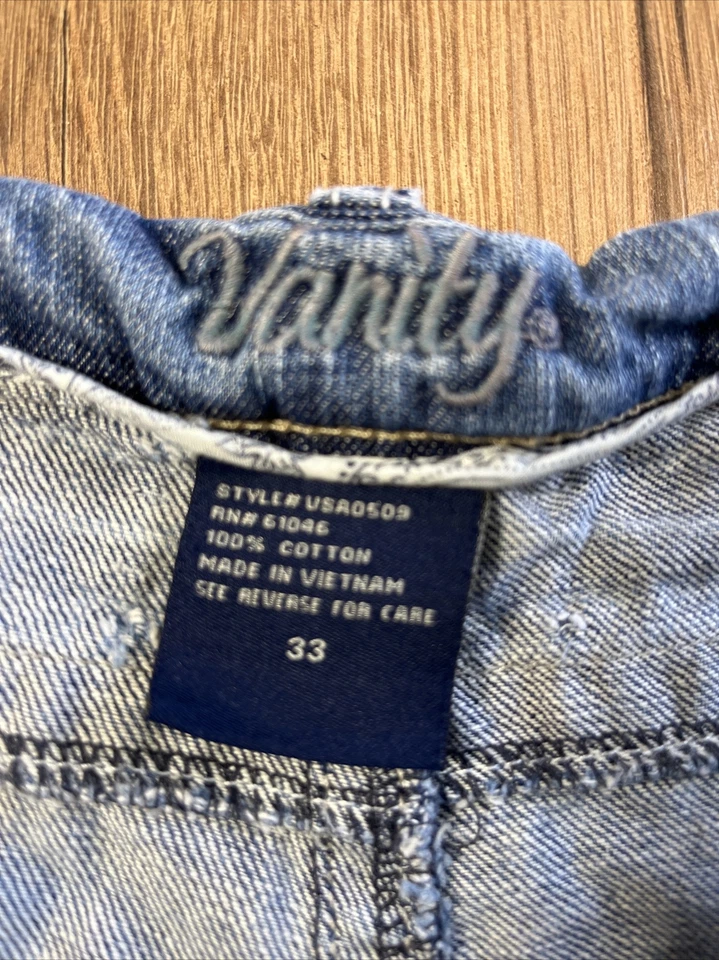 Vanity®
STYLE# USA0509
RN# 61046
100% COTTON
MADE IN VIETNAM
SEE REVERSE FOR CARE
33